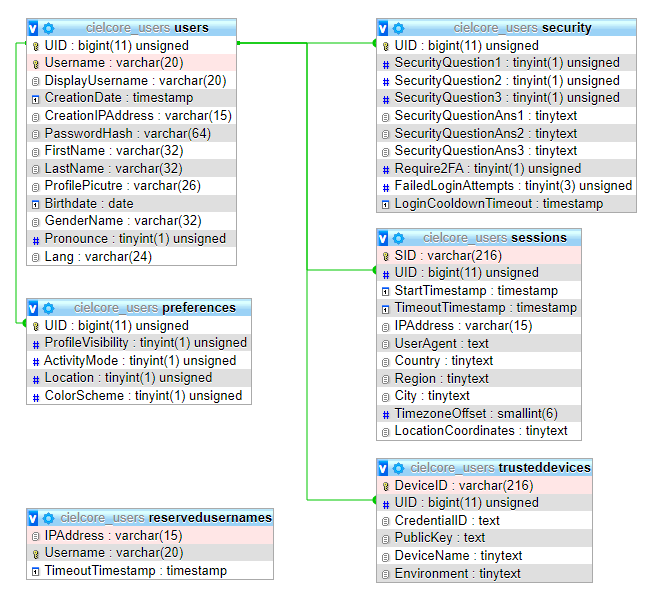 cielcore_users users
UID : bigint(11) unsigned
Username : varchar(20)
DisplayUsername : varchar(20)
CreationDate : timestamp
CreationIPAddress : varchar(15)
PasswordHash : varchar(64)
FirstName : varchar(32)
LastName : varchar(32)
ProfilePicutre : varchar(26)
Birthdate : date
GenderName : varchar(32)
Pronounce : tinyint(1) unsigned
Lang : varchar(24)
cielcore_users preferences
UID : bigint(11) unsigned
ProfileVisibility : tinyint(1) unsigned
ActivityMode : tinyint(1) unsigned
Location : tinyint(1) unsigned
ColorScheme : tinyint(1) unsigned
cielcore_users reservedusernames
IPAddress : varchar(15)
Username : varchar(20)
TimeoutTimestamp : timestamp
cielcore_users security
UID : bigint(11) unsigned
SecurityQuestion1 : tinyint(1) unsigned
SecurityQuestion2 : tinyint(1) unsigned
SecurityQuestion3 : tinyint(1) unsigned
SecurityQuestionAns1 : tinytext
SecurityQuestionAns2 : tinytext
SecurityQuestionAns3 : tinytext
Require2FA : tinyint(1) unsigned
FailedLoginAttempts : tinyint(3) unsigned
LoginCooldownTimeout : timestamp
cielcore_users sessions
SID : varchar(216)
UID : bigint(11) unsigned
StartTimestamp : timestamp
TimeoutTimestamp : timestamp
IPAddress : varchar(15)
UserAgent : text
Country : tinytext
Region : tinytext
City : tinytext
TimezoneOffset : smallint(6)
LocationCoordinates : tinytext
cielcore_users trusteddevices
DeviceID : varchar(216)
UID : bigint(11) unsigned
CredentialID : text
PublicKey : text
DeviceName : tinytext
Environment : tinytext